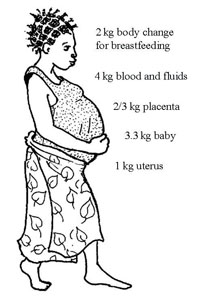 2 kg body change
for breastfeeding
4 kg blood and fluids
2/3 kg placenta
3.3 kg baby
1 kg uterus